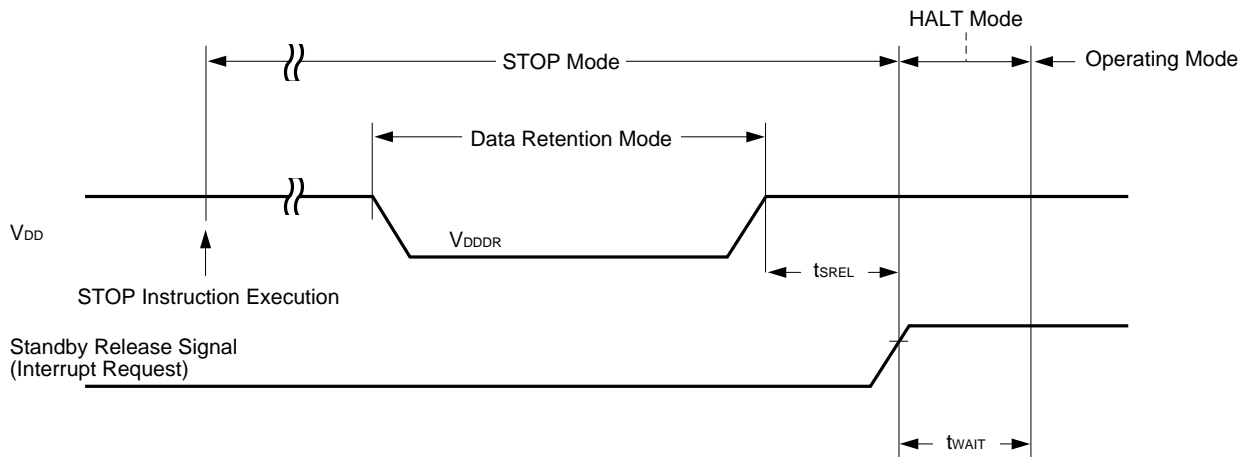 HALT Mode
STOP Mode
Operating Mode
Data Retention Mode
VDD
VDDDR
tSREL
STOP Instruction Execution
Standby Release Signal
(Interrupt Request)
tWAIT